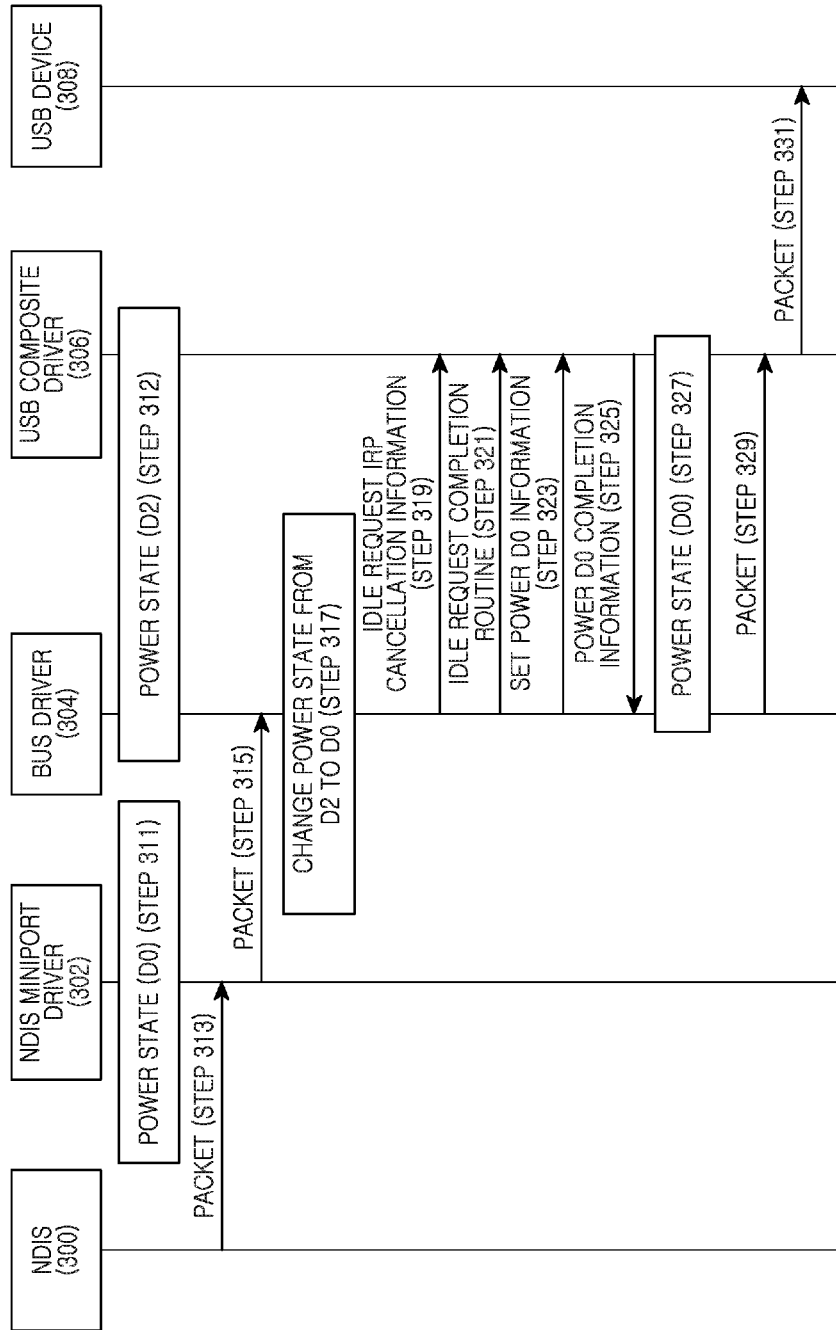 NDIS
(300)
NDIS MINIPORT
DRIVER
(302)
BUS DRIVER
(304)
USB COMPOSITE
DRIVER
(306)
USB DEVICE
(308)
POWER STATE (D0) (STEP 311)
POWER STATE (D2) (STEP 312)
PACKET (STEP 313)
PACKET (STEP 315)
CHANGE POWER STATE FROM
D2 TO D0 (STEP 317)
IDLE REQUEST IRP
CANCELLATION INFORMATION
(STEP 319)
IDLE REQUEST COMPLETION
ROUTINE (STEP 321)
SET POWER D0 INFORMATION
(STEP 323)
POWER D0 COMPLETION
INFORMATION (STEP 325)
POWER STATE (D0) (STEP 327)
PACKET (STEP 329)
PACKET (STEP 331)